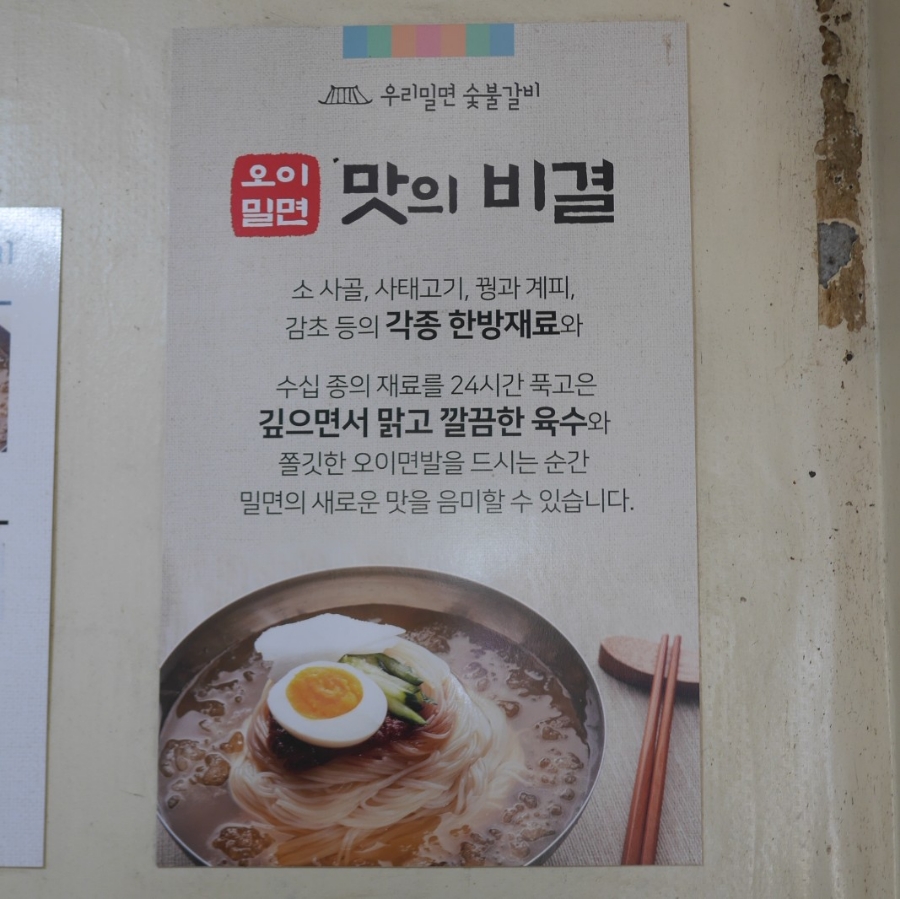 우리밀면 숯불갈비
오이
밀면
맛의 비결
소 사골, 사태고기, 꿩과 계피,
감초 등의 각종 한방재료와
수십 종의 재료를 24시간 푹고은
깊으면서 맑고 깔끔한 육수와
쫄깃한 오이면발을 드시는 순간
밀면의 새로운 맛을 음미할 수 있습니다.